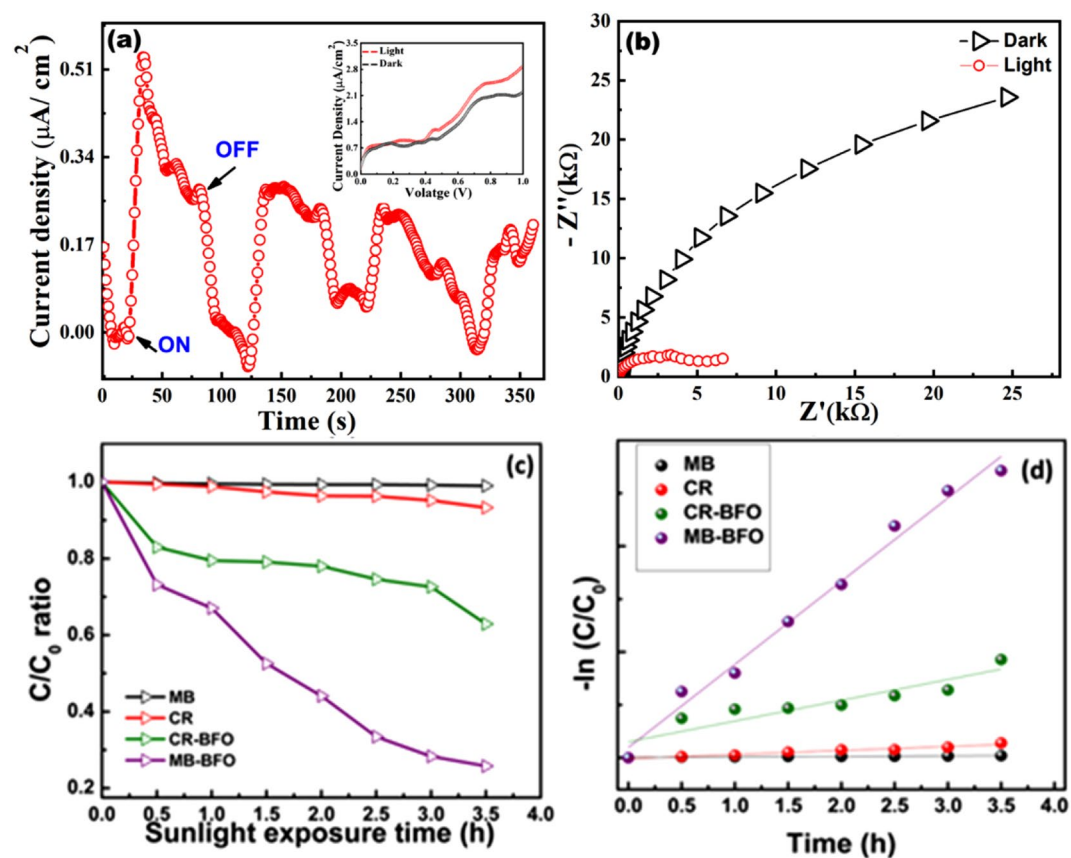 (a)
Current density (μA/ cm²)
0.51
0.34
0.17
0.00
OFF
ON
3.5
2.8
2.1
1.4
0.7
0.0
Current Density (μA/cm²)
Light
Dark
0.0 0.2 0.4 0.6 0.8 1.0
Volatge (V)
0 50 100 150 200 250 300 350
Time (s)
(b)
- Z''(kΩ)
30
25
20
15
10
5
0
Dark
Light
0 5 10 15 20 25
Z'(kΩ)
(c)
C/C₀ ratio
1.0
0.8
0.6
0.4
0.2
MB
CR
CR-BFO
MB-BFO
0.0 0.5 1.0 1.5 2.0 2.5 3.0 3.5 4.0
Sunlight exposure time (h)
(d)
-ln (C/C₀)
MB
CR
CR-BFO
MB-BFO
0.0 0.5 1.0 1.5 2.0 2.5 3.0 3.5 4.0
Time (h)